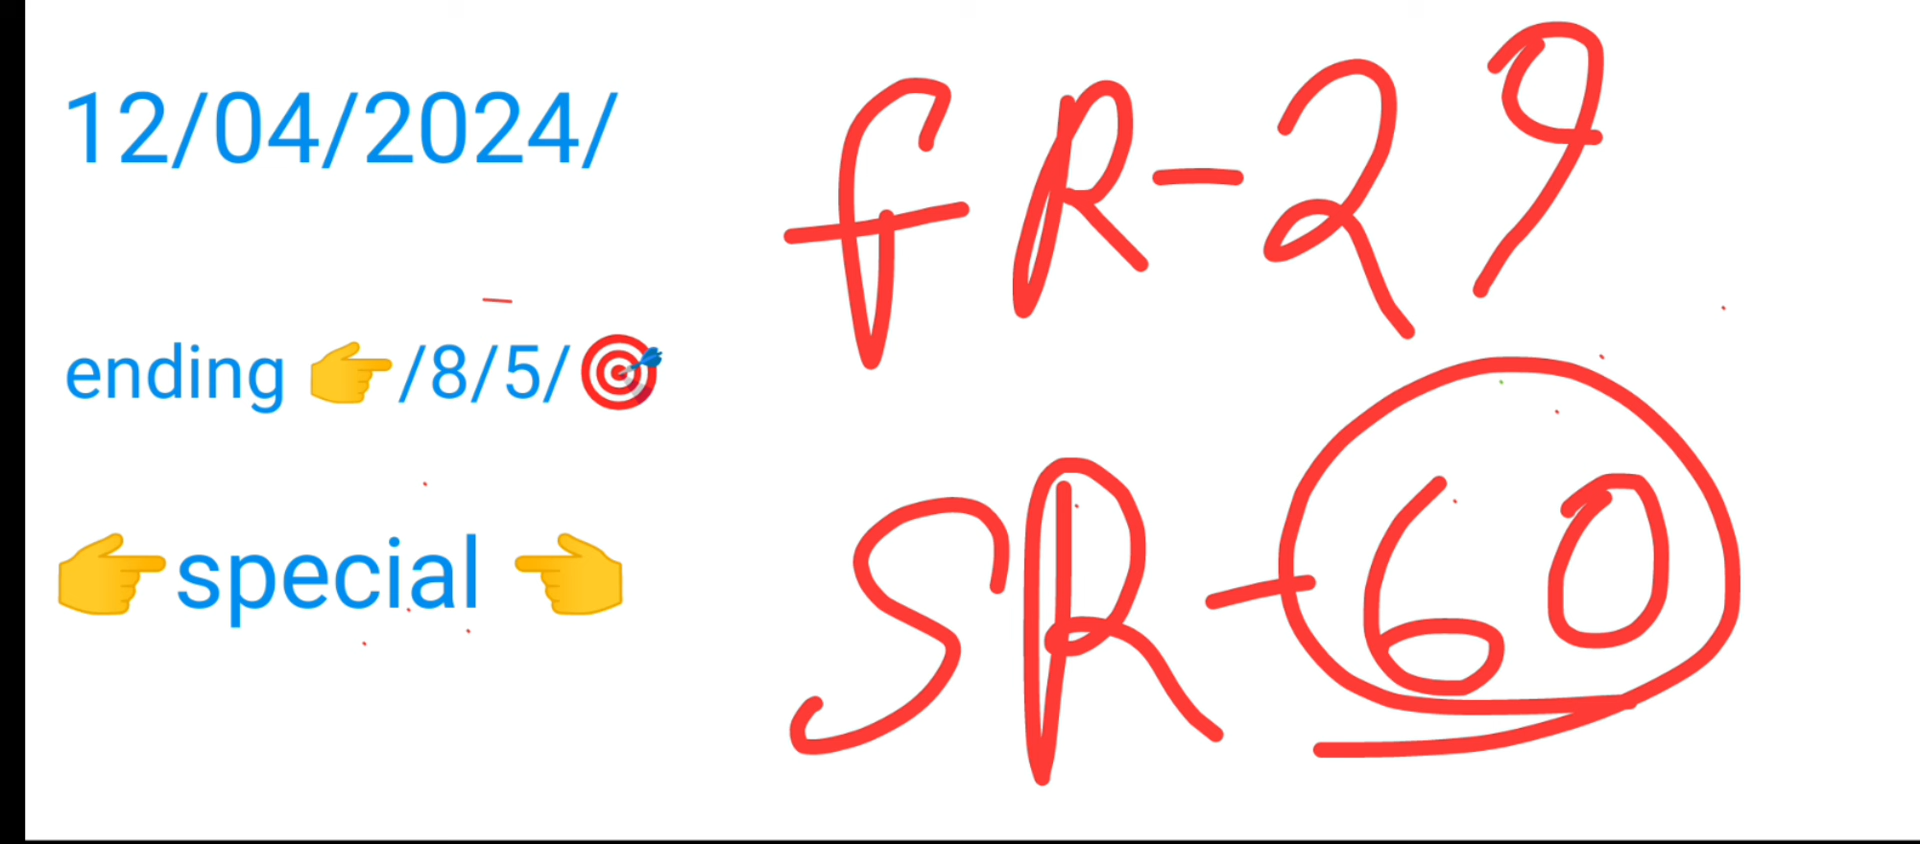 12/04/2024/
ending 👉/8/5/🎯
👉special 👈
fR-29
SR-60